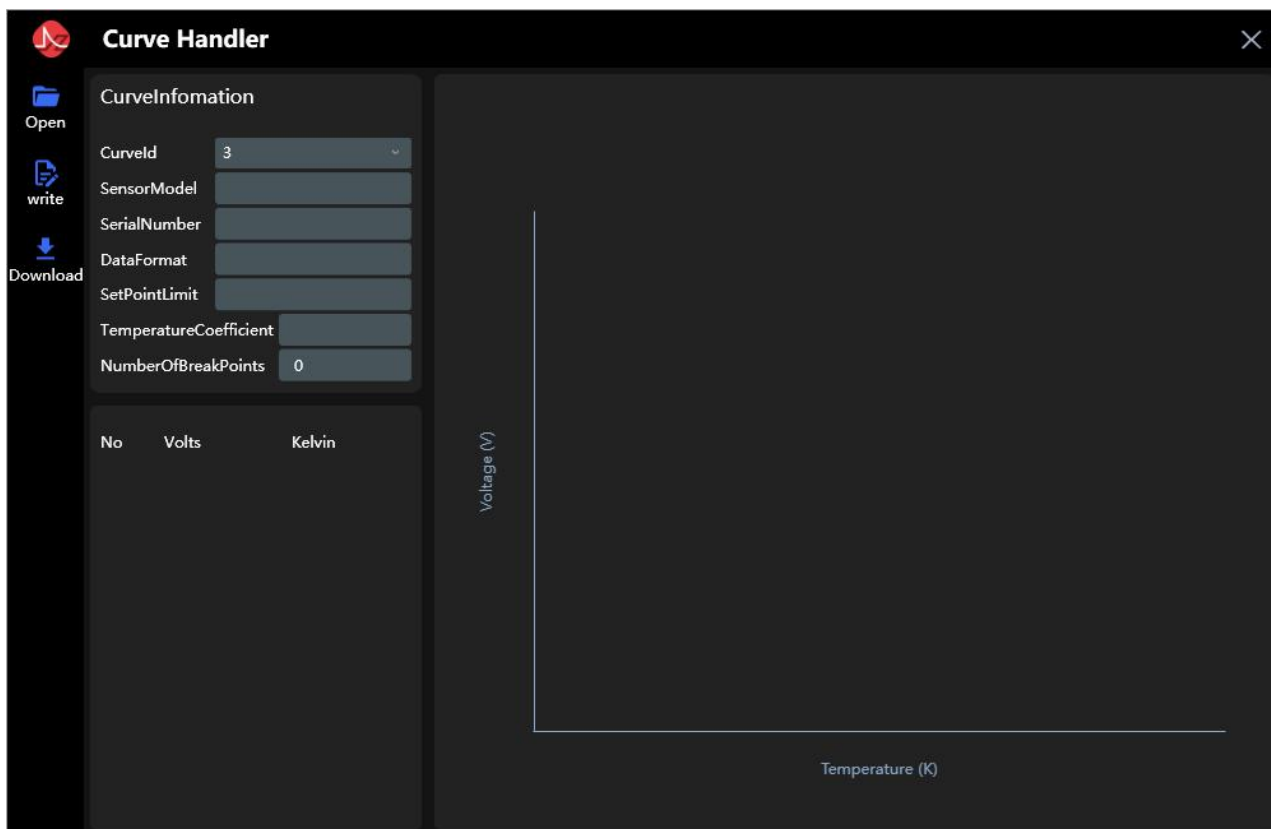 Curve Handler
Open
write
Download
CurveInfomation
CurveId 3
SensorModel
SerialNumber
DataFormat
SetPointLimit
TemperatureCoefficient
NumberOfBreakPoints 0
No Volts Kelvin
Voltage (V)
Temperature (K)